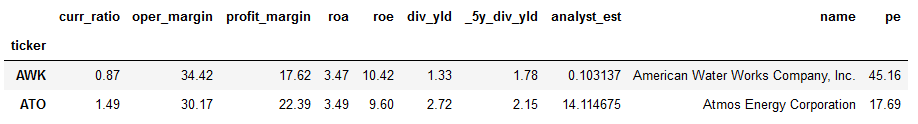 curr_ratio oper_margin profit_margin roa roe div_yld _5y_div_yld analyst_est name pe
ticker
AWK 0.87 34.42 17.62 3.47 10.42 1.33 1.78 0.103137 American Water Works Company, Inc. 45.16
ATO 1.49 30.17 22.39 3.49 9.60 2.72 2.15 14.114675 Atmos Energy Corporation 17.69